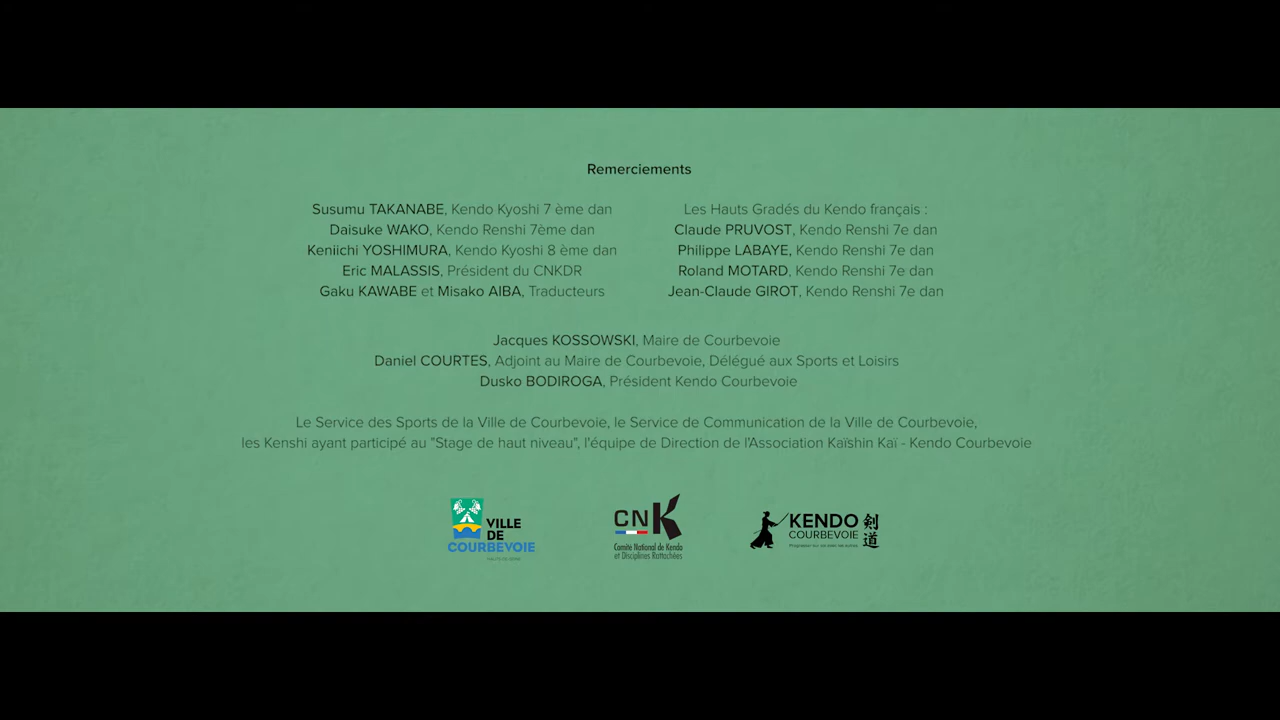 Remerciements
Susumu TAKANABE, Kendo Kyoshi 7 ème dan
Daisuke WAKO, Kendo Renshi 7ème dan
Keniichi YOSHIMURA, Kendo Kyoshi 8 ème dan
Eric MALASSIS, Président du CNKDR
Gaku KAWABE et Misako AIBA, Traducteurs
Les Hauts Gradés du Kendo français :
Claude PRUVOST, Kendo Renshi 7e dan
Philippe LABAYE, Kendo Renshi 7e dan
Roland MOTARD, Kendo Renshi 7e dan
Jean-Claude GIROT, Kendo Renshi 7e dan
Jacques KOSSOWSKI, Maire de Courbevoie
Daniel COURTES, Adjoint au Maire de Courbevoie, Délégué aux Sports et Loisirs
Dusko BODIROGA, Président Kendo Courbevoie
Le Service des Sports de la Ville de Courbevoie, le Service de Communication de la Ville de Courbevoie,
les Kenshi ayant participé au "Stage de haut niveau", l'équipe de Direction de l'Association Kaïshin Kaï - Kendo Courbevoie
VILLE
DE
COURBEVOIE
CNK
Comité National de Kendo
et Disciplines Rattachées
KENDO
COURBEVOIE
剣道